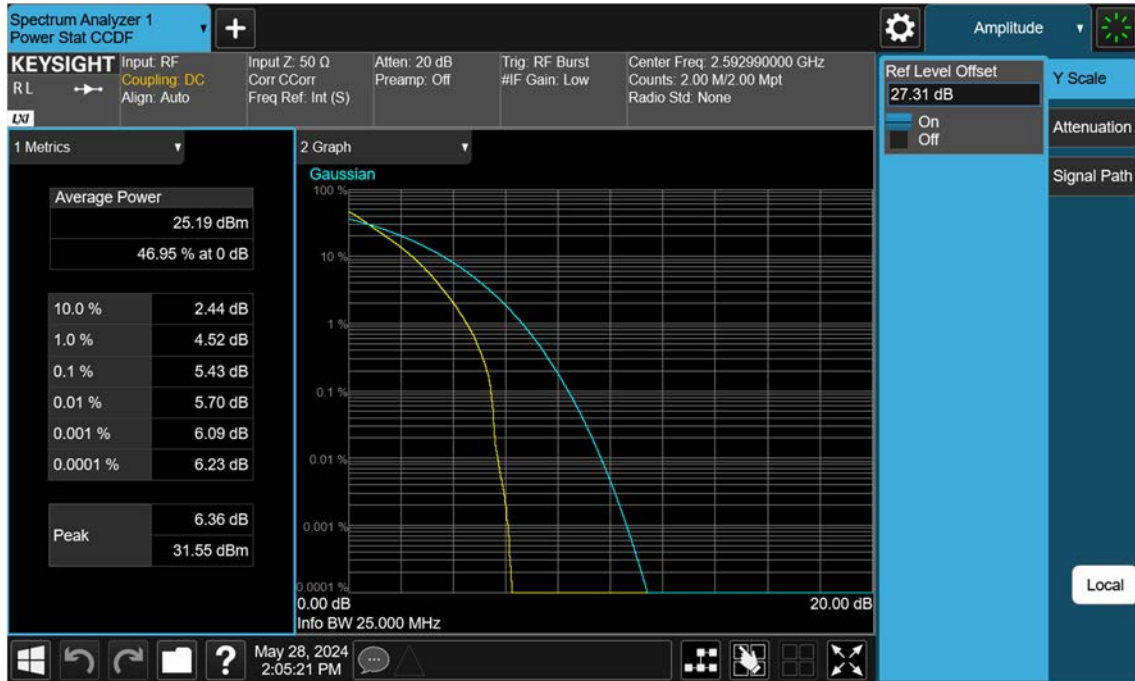 Spectrum Analyzer 1
Power Stat CCDF
Amplitude
KEYSIGHT
R L
LXI
Input: RF
Coupling: DC
Align: Auto
Input Z: 50 Ω
Corr CCorr
Freq Ref: Int (S)
Atten: 20 dB
Preamp: Off
Trig: RF Burst
#IF Gain: Low
Center Freq: 2.592990000 GHz
Counts: 2.00 M/2.00 Mpt
Radio Std: None
Ref Level Offset
27.31 dB
On
Off
Y Scale
Attenuation
Signal Path
1 Metrics
Average Power
25.19 dBm
46.95 % at 0 dB
10.0 % 2.44 dB
1.0 % 4.52 dB
0.1 % 5.43 dB
0.01 % 5.70 dB
0.001 % 6.09 dB
0.0001 % 6.23 dB
Peak
6.36 dB
31.55 dBm
2 Graph
Gaussian
100 %
10 %
1 %
0.1 %
0.01 %
0.001 %
0.0001 %
0.00 dB 20.00 dB
Info BW 25.000 MHz
Local
?
May 28, 2024
2:05:21 PM